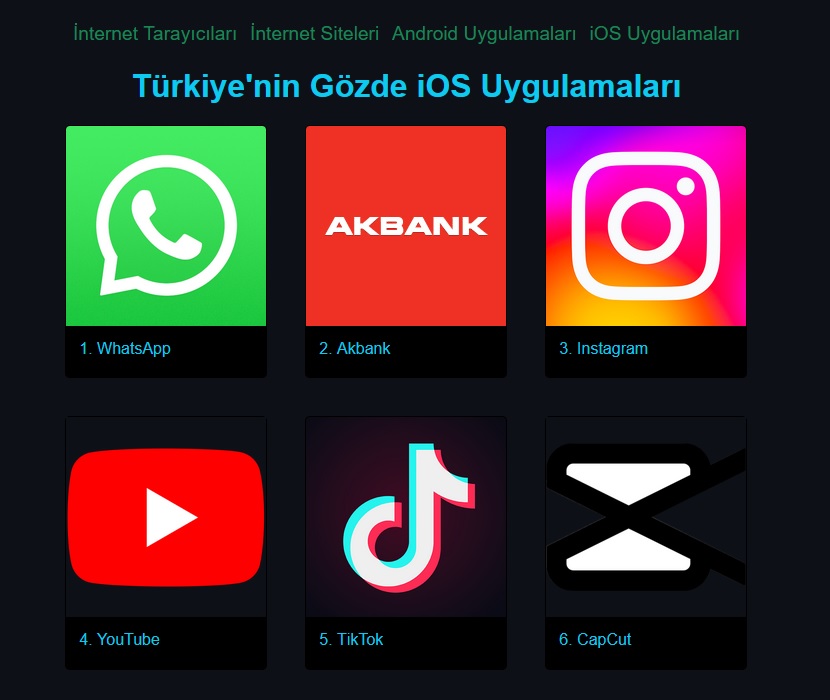 İnternet Tarayıcıları İnternet Siteleri Android Uygulamaları iOS Uygulamaları
Türkiye'nin Gözde iOS Uygulamaları
AKBANK
1. WhatsApp
2. Akbank
3. Instagram
4. YouTube
5. TikTok
6. CapCut